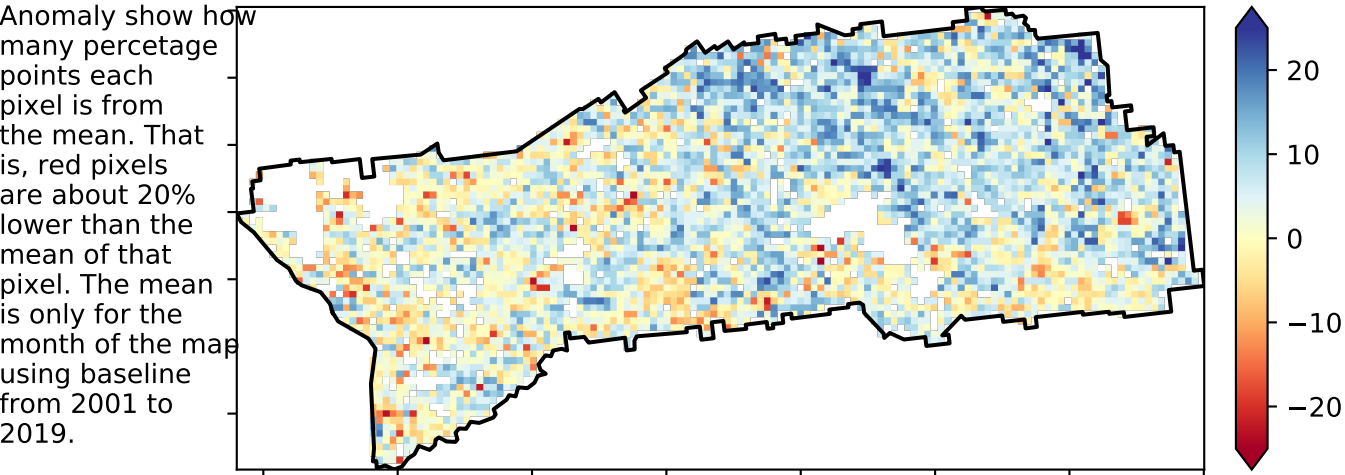 Anomaly show how
many percetage
points each
pixel is from
the mean. That
is, red pixels
are about 20%
lower than the
mean of that
pixel. The mean
is only for the
month of the map
using baseline
from 2001 to
2019.
20
10
0
−10
−20